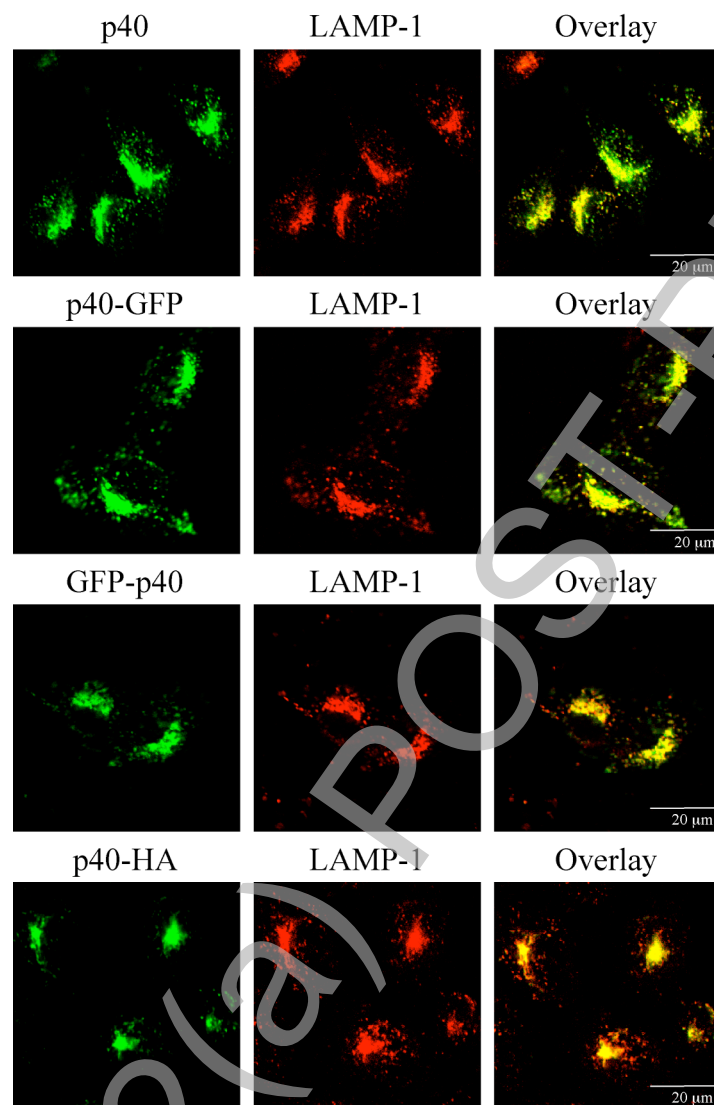 p40 LAMP-1 Overlay
20 μm
p40-GFP LAMP-1 Overlay
20 μm
GFP-p40 LAMP-1 Overlay
20 μm
p40-HA LAMP-1 Overlay
20 μm
P(a) POST-P